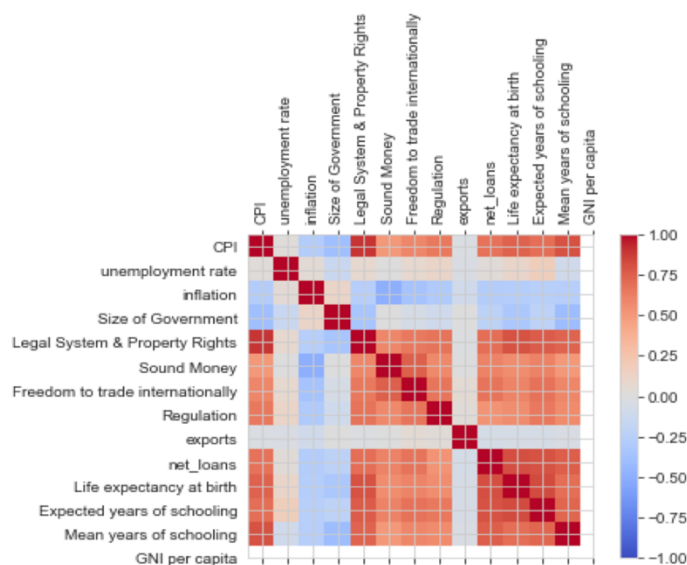 CPI
unemployment rate
inflation
Size of Government
Legal System & Property Rights
Sound Money
Freedom to trade internationally
Regulation
exports
net_loans
Life expectancy at birth
Expected years of schooling
Mean years of schooling
GNI per capita
CPI
unemployment rate
inflation
Size of Government
Legal System & Property Rights
Sound Money
Freedom to trade internationally
Regulation
exports
net_loans
Life expectancy at birth
Expected years of schooling
Mean years of schooling
GNI per capita
1.00
0.75
0.50
0.25
0.00
−0.25
−0.50
−0.75
−1.00